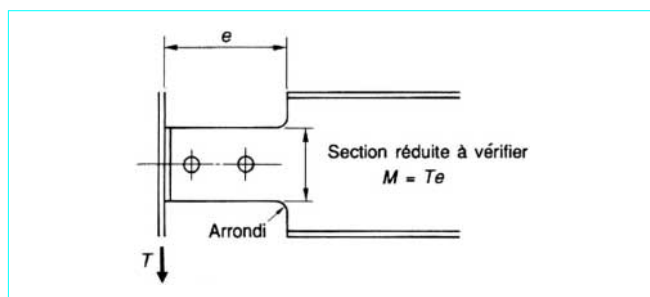 e
Section réduite à vérifier
M = Te
Arrondi
T